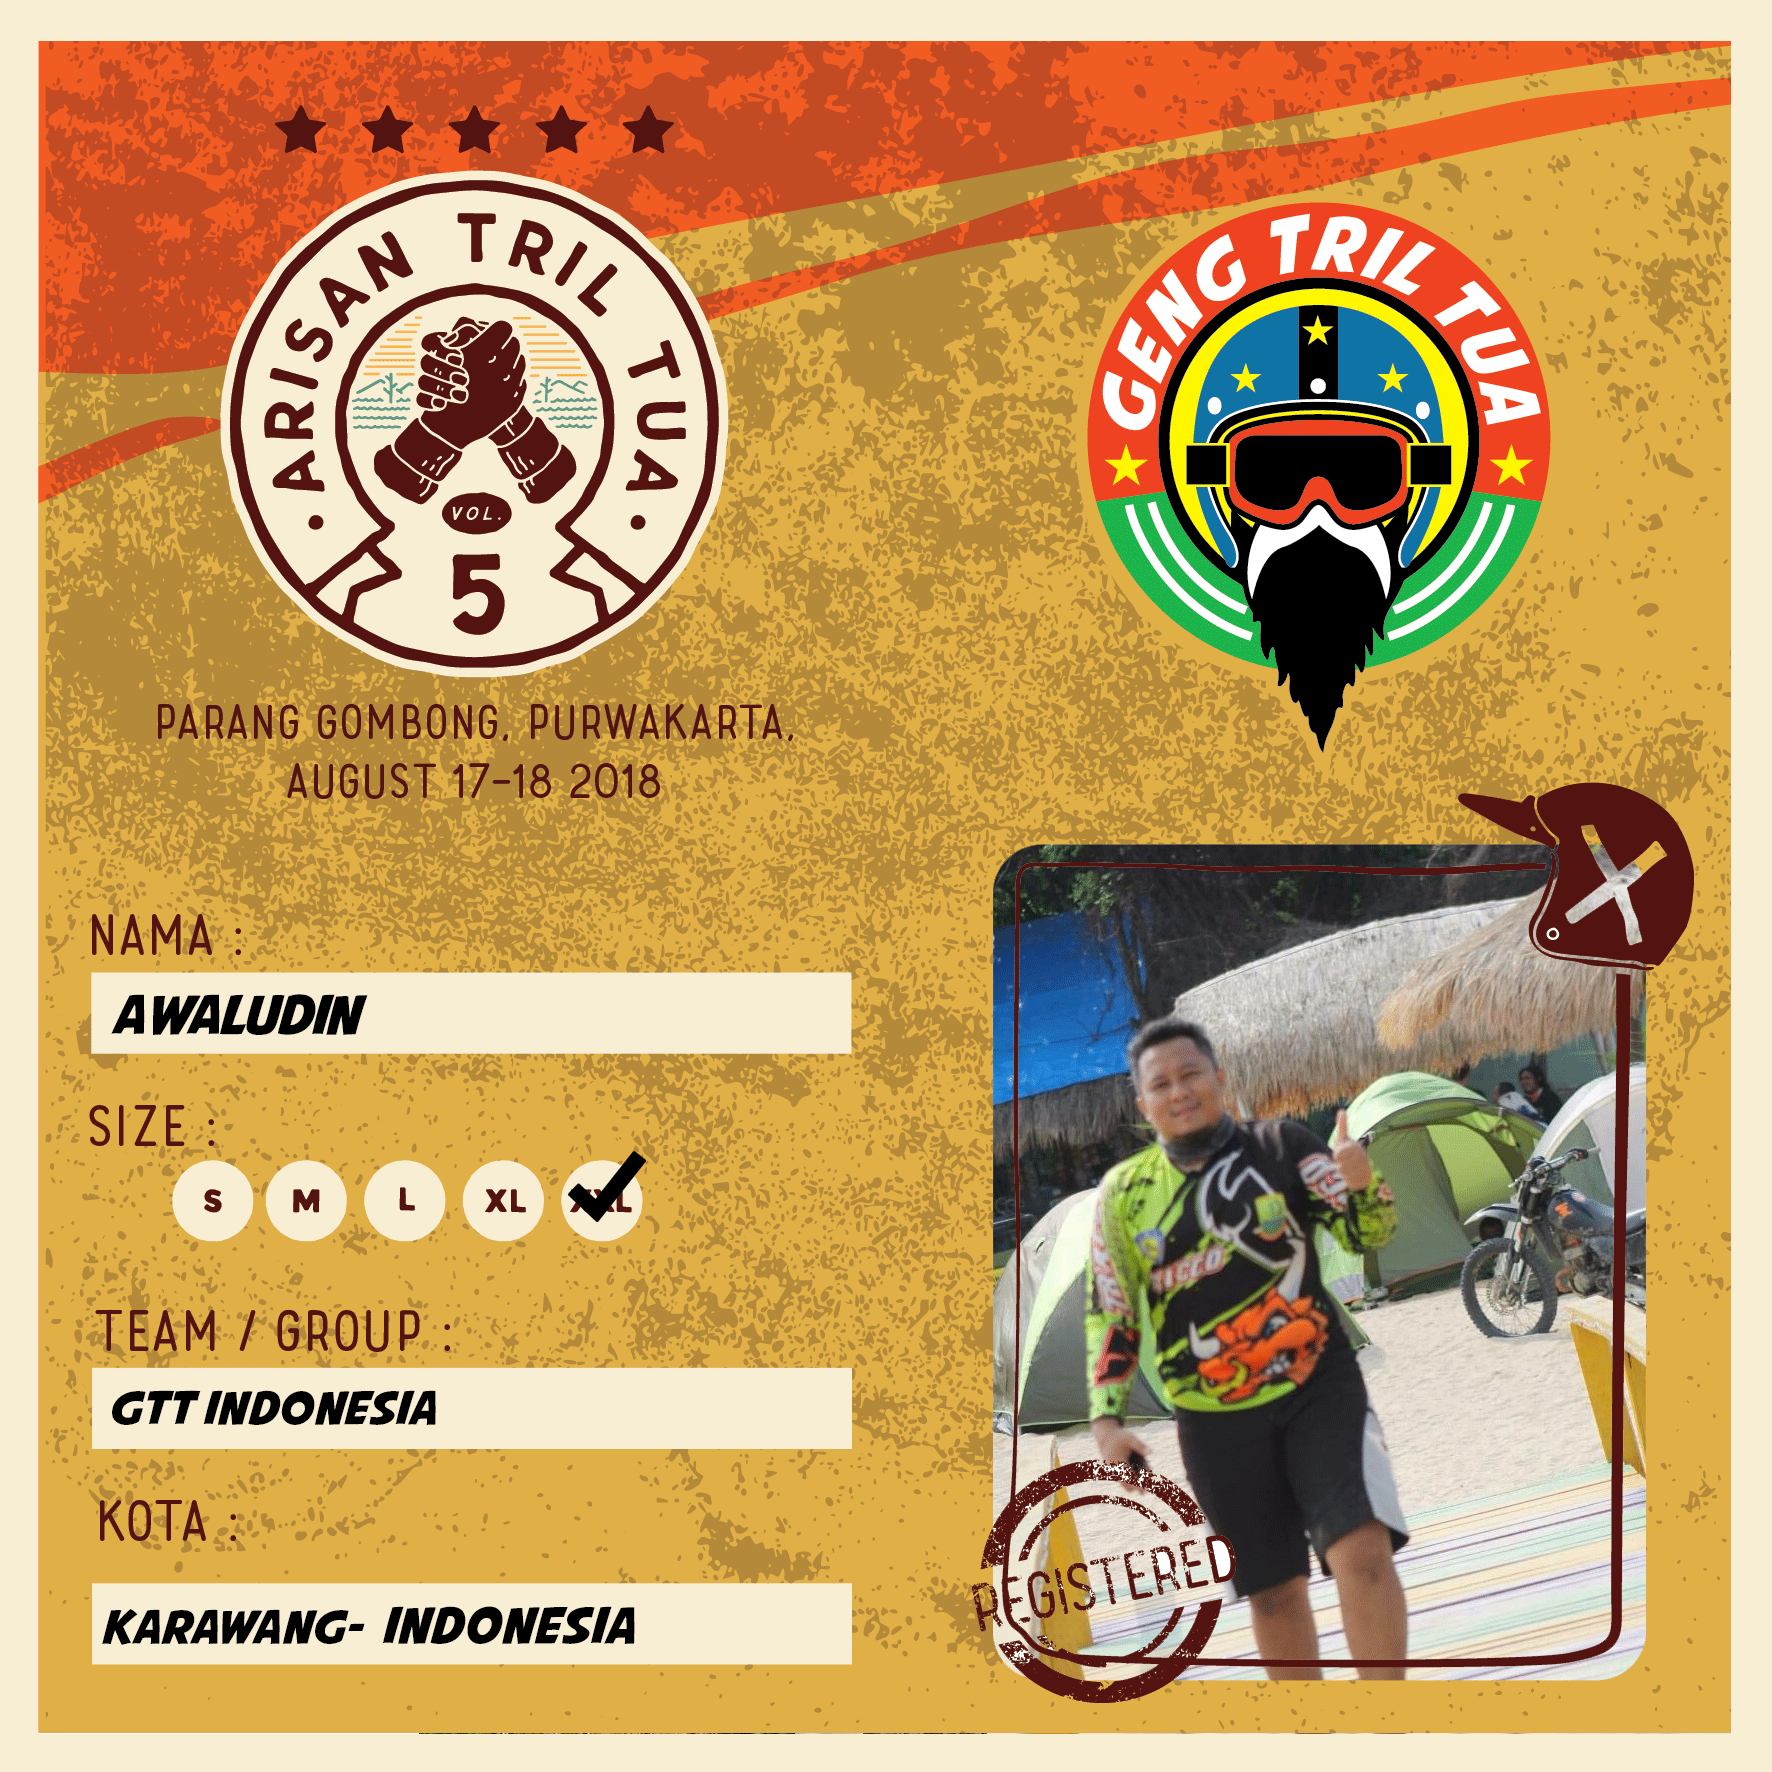 ARISAN TRIL TUA
VOL.
5
GENG TRIL TUA
PARANG GOMBONG, PURWAKARTA,
AUGUST 17-18 2018
NAMA :
AWALUDIN
SIZE :
S M L XL XXL
TEAM / GROUP :
GTT INDONESIA
KOTA :
KARAWANG- INDONESIA
REGISTERED